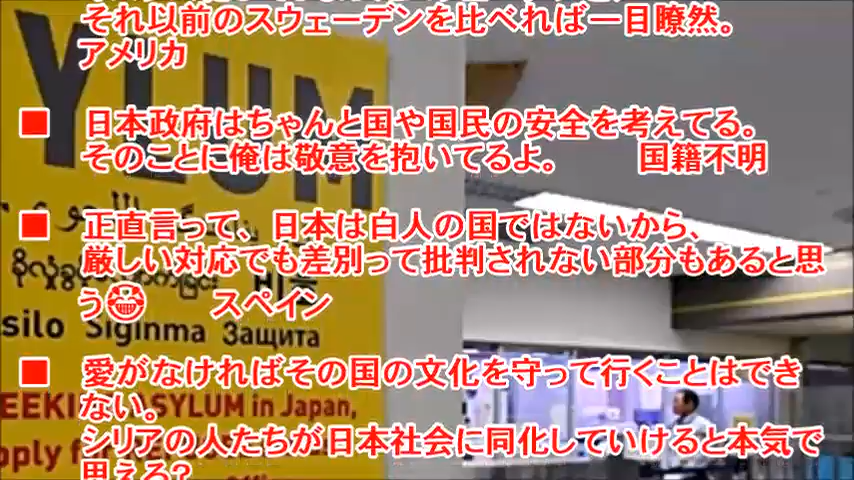 それ以前のスウェーデンを比べれば一目瞭然。
アメリカ
■ 日本政府はちゃんと国や国民の安全を考えてる。
そのことに俺は敬意を抱いてるよ。 国籍不明
■ 正直言って、日本は白人の国ではないから、
厳しい対応でも差別って批判されない部分もあると思
う😂 スペイン
■ 愛がなければその国の文化を守って行くことはでき
ない。
シリアの人たちが日本社会に同化していけると本気で
思える?
YLUM
비호
silo Siginma Защита
EEKI ASYLUM in Japan,
pply for